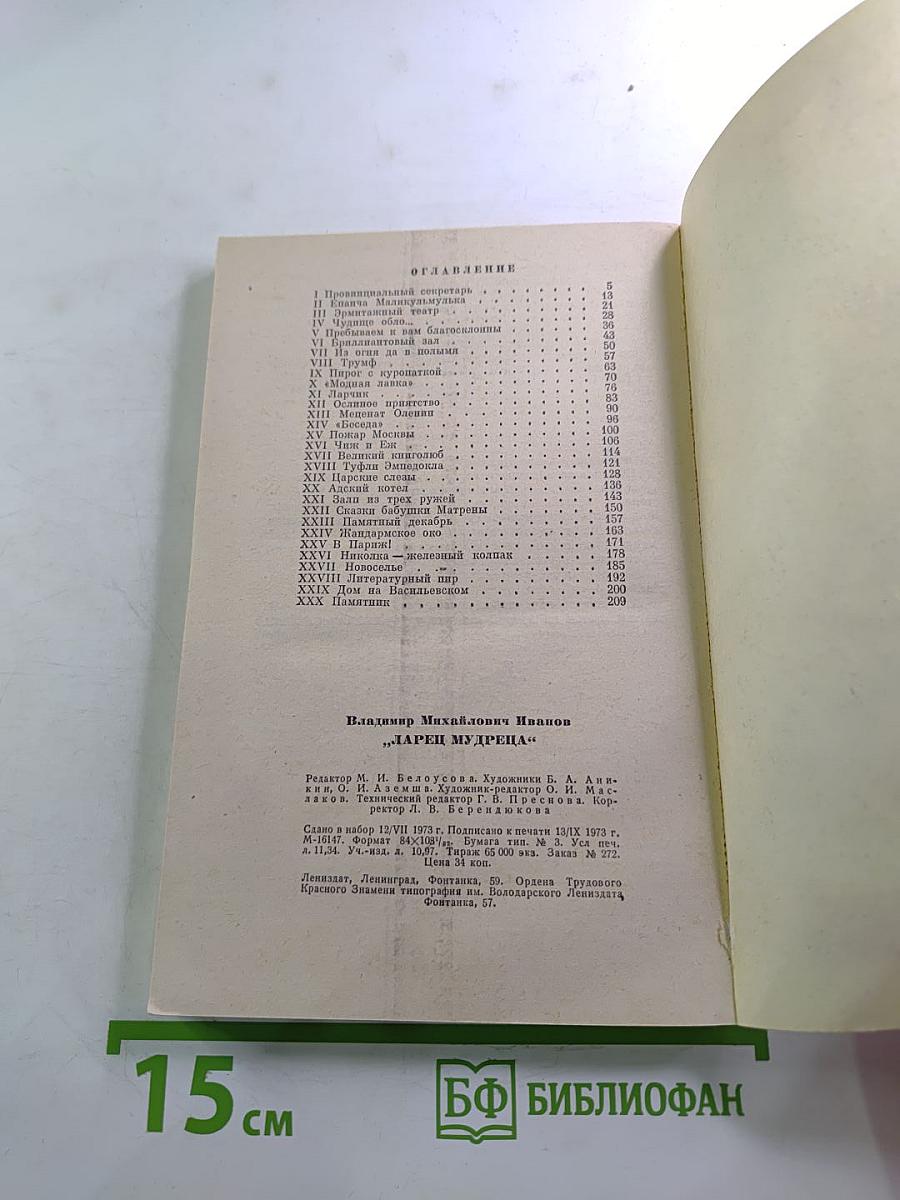 ОГЛАВЛЕНИЕ
I Провинциальный секретарь . . . . . . . . 5
II Епанча Маликульмулька . . . . . . . . 13
III Эрмитажный театр . . . . . . . . . 21
IV Чудище обло... . . . . . . . . . . 28
V Пребываем к вам благосклонны . . . . . . 36
VI Бриллиантовый зал . . . . . . . . . 43
VII Из огня да в полымя . . . . . . . . . 50
VIII Трумф . . . . . . . . . . . . 57
IX Пирог с куропаткой . . . . . . . . . . 63
X «Модная лавка» . . . . . . . . . . . 70
XI Ларчик . . . . . . . . . . . . . 76
XII Ослиное приятство . . . . . . . . . . 83
XIII Меценат Оленин . . . . . . . . . . 90
XIV «Беседа» . . . . . . . . . . . . 96
XV Пожар Москвы . . . . . . . . . . . 100
XVI Чиж и Еж . . . . . . . . . . . . 106
XVII Великий книголюб . . . . . . . . . . 114
XVIII Туфли Эмпедокла . . . . . . . . . . 121
XIX Царские слезы . . . . . . . . . . . 128
XX Адский котел . . . . . . . . . . . 136
XXI Залп из трех ружей . . . . . . . . . 143
XXII Сказки бабушки Матрены . . . . . . . . 150
XXIII Памятный декабрь . . . . . . . . . 157
XXIV Жандармское око . . . . . . . . . . 163
XXV В Париж! . . . . . . . . . . . . 171
XXVI Николка — железный колпак . . . . . . . 178
XXVII Новоселье . . . . . . . . . . . 185
XXVIII Литературный пир . . . . . . . . . 192
XXIX Дом на Васильевском . . . . . . . . . 200
XXX Памятник . . . . . . . . . . . . 209
Владимир Михайлович Иванов
„ЛАРЕЦ МУДРЕЦА“
Редактор М. И. Белоусова. Художники Б. А. Ани-
кин, О. И. Аземша. Художник-редактор О. И. Мас-
лаков. Технический редактор Г. В. Преснова. Кор-
ректор Л. В. Берендюкова
Сдано в набор 12/VII 1973 г. Подписано к печати 13/IX 1973 г.
М-16147. Формат 84×108¹/₃₂. Бумага тип. № 3. Усл печ.
л. 11,34. Уч.-изд. л. 10,97. Тираж 65 000 экз. Заказ № 272.
Цена 34 коп.
Лениздат, Ленинград, Фонтанка, 59. Ордена Трудового
Красного Знамени типография им. Володарского Лениздата,
Фонтанка, 57.
15 см
БФ БИБЛИОФАН